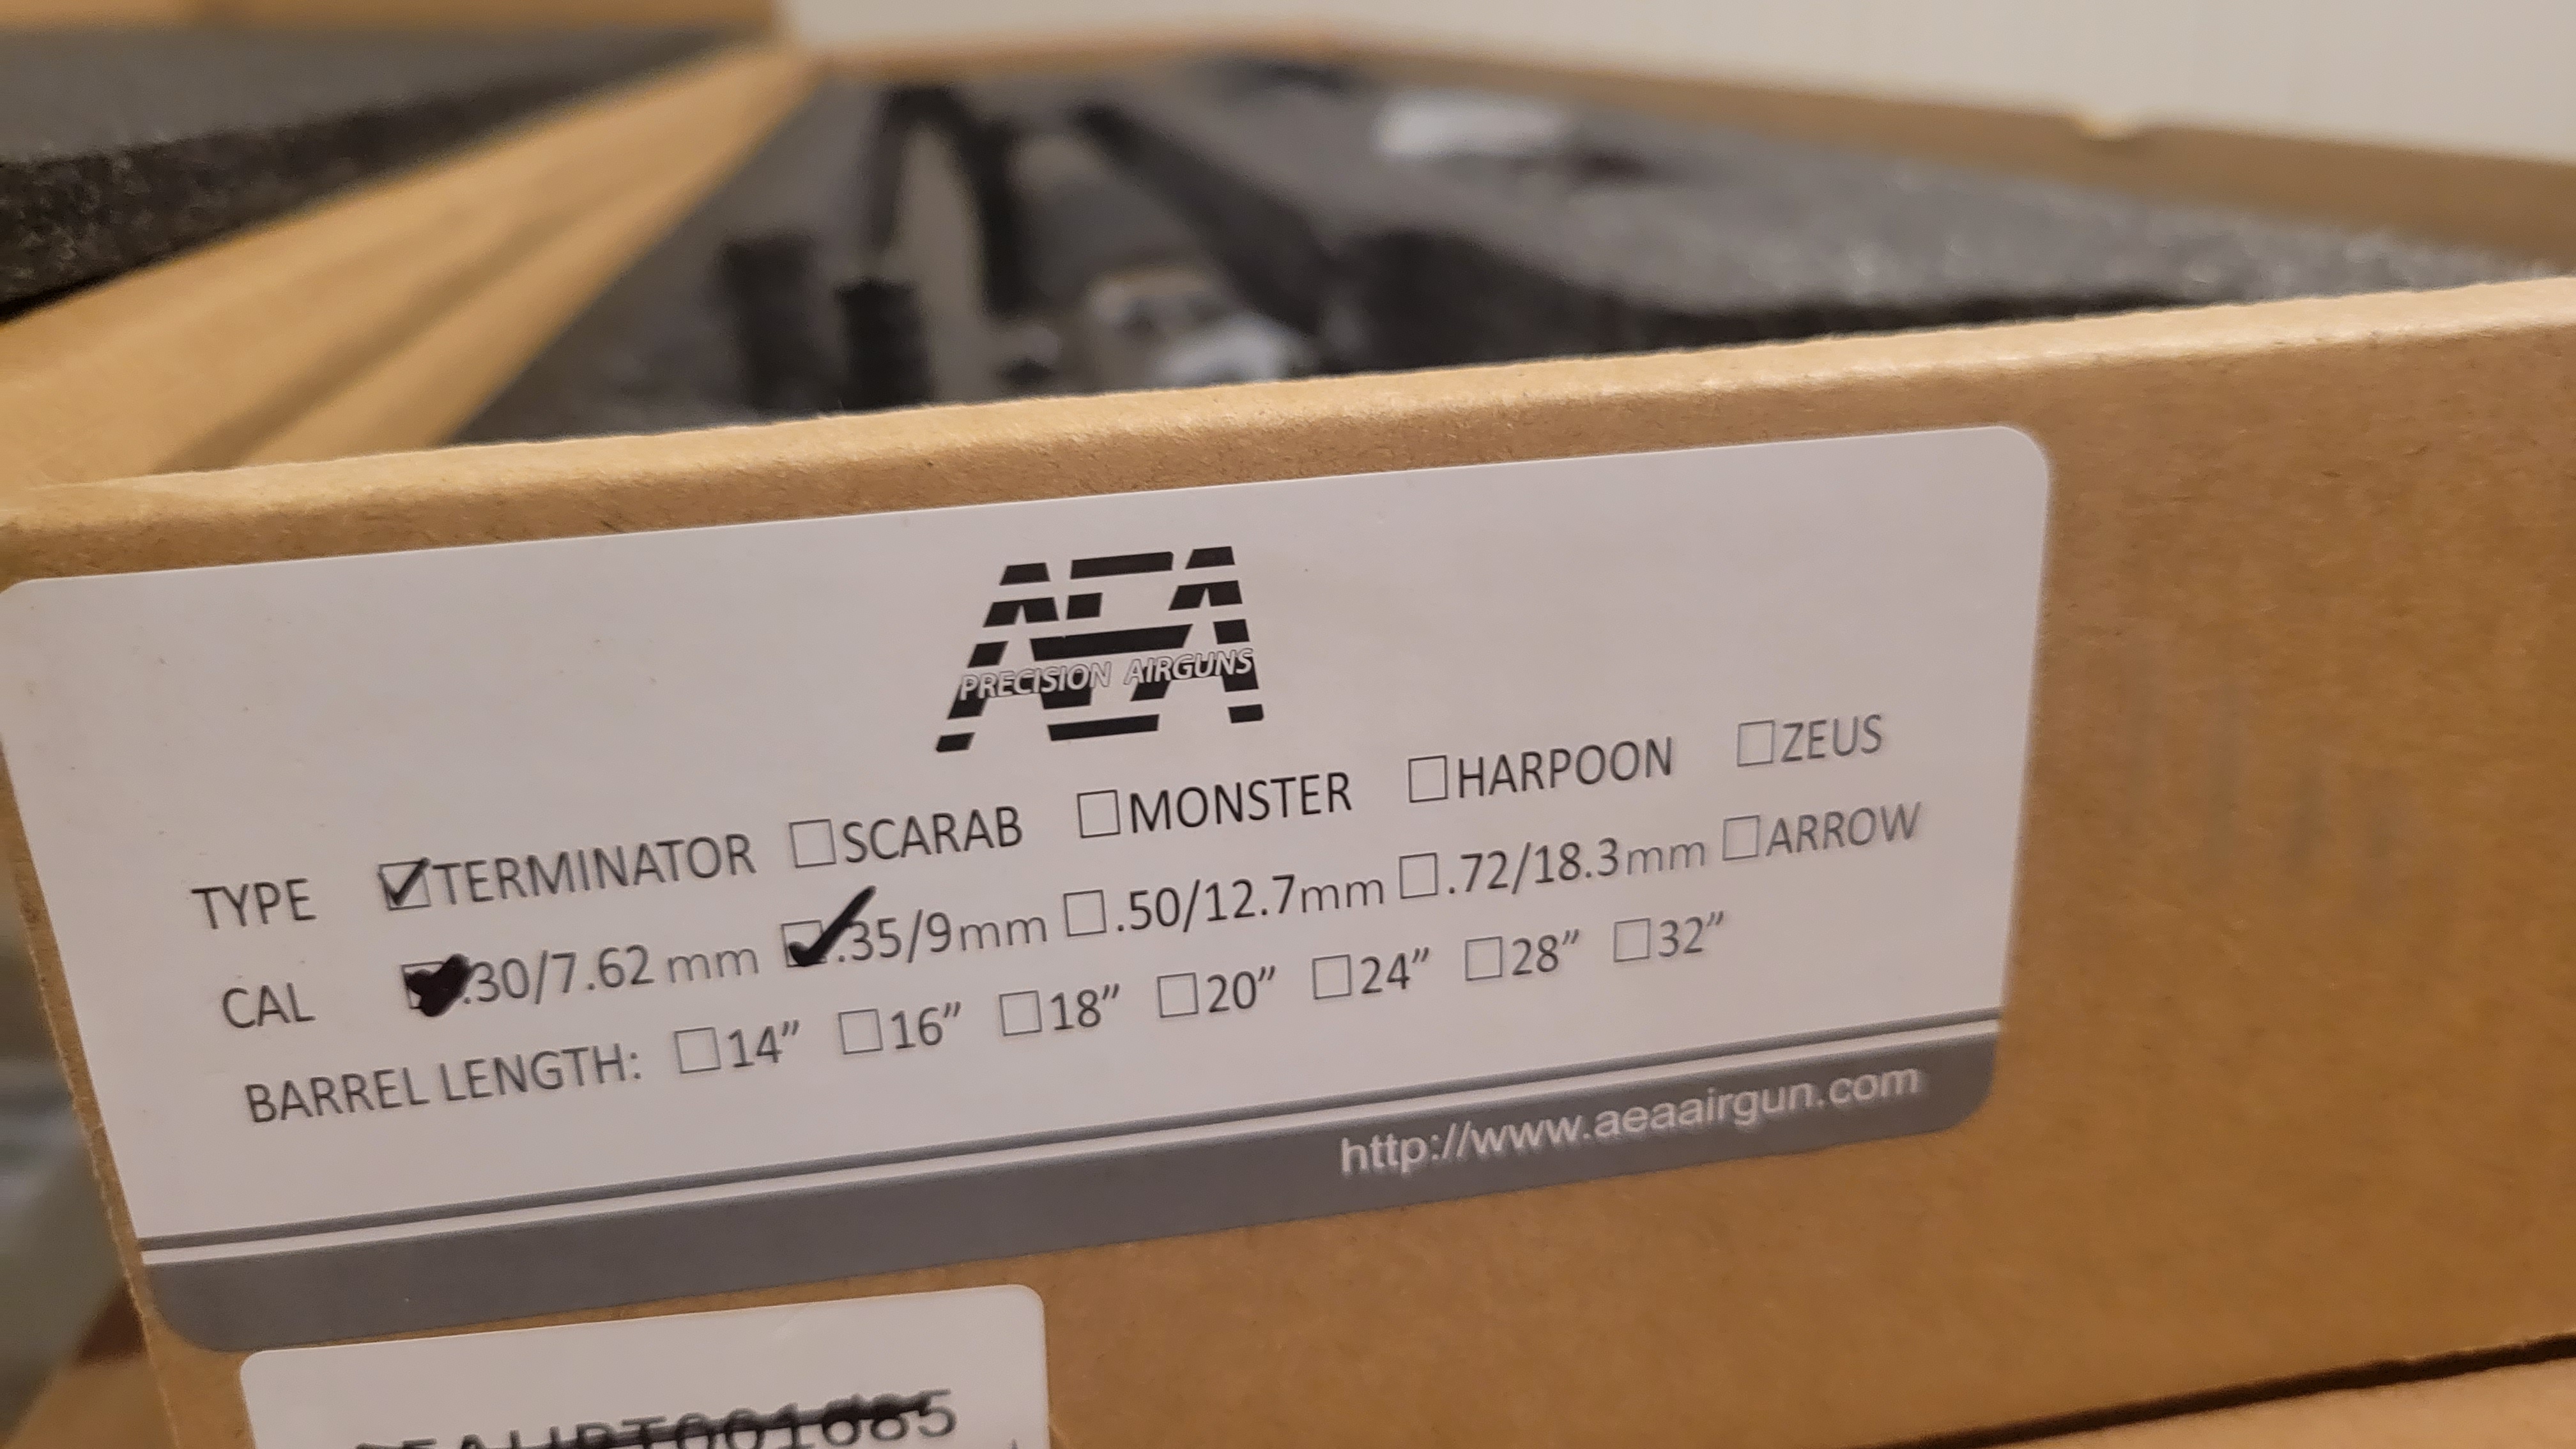 AEA
PRECISION AIRGUNS
TYPE ☑TERMINATOR ☐SCARAB ☐MONSTER ☐HARPOON ☐ZEUS
CAL ☑.30/7.62 mm ☑.35/9mm ☐.50/12.7mm ☐.72/18.3mm ☐ARROW
BARREL LENGTH: ☐14” ☐16” ☐18” ☐20” ☐24” ☐28” ☐32”
http://www.aeaairgun.com